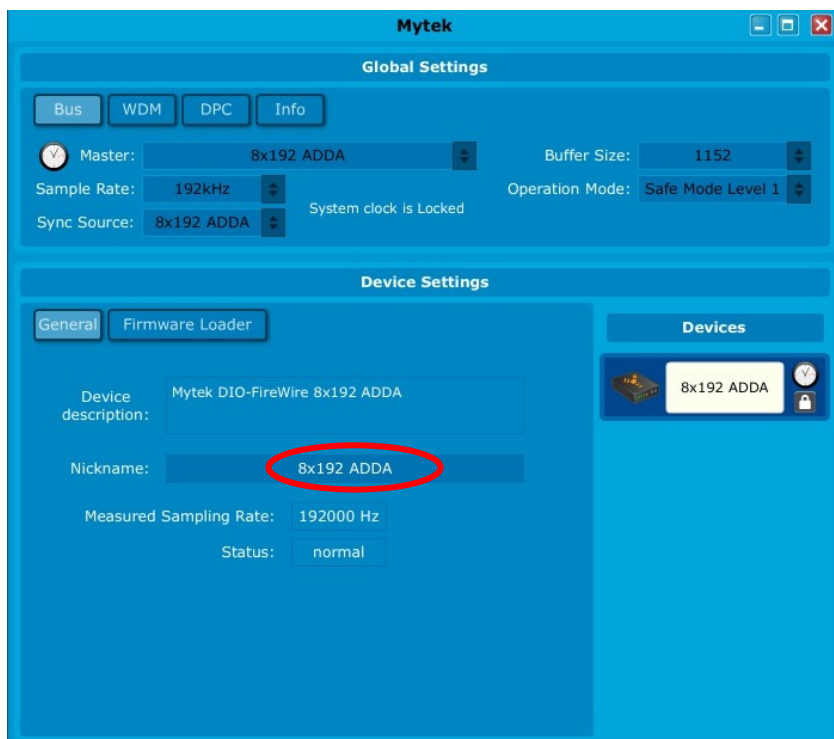 Mytek
Global Settings
Bus WDM DPC Info
Master: 8x192 ADDA Buffer Size: 1152
Sample Rate: 192kHz Operation Mode: Safe Mode Level 1
System clock is Locked
Sync Source: 8x192 ADDA
Device Settings
General Firmware Loader
Devices
8x192 ADDA
Device description: Mytek DIO-FireWire 8x192 ADDA
Nickname: 8x192 ADDA
Measured Sampling Rate: 192000 Hz
Status: normal